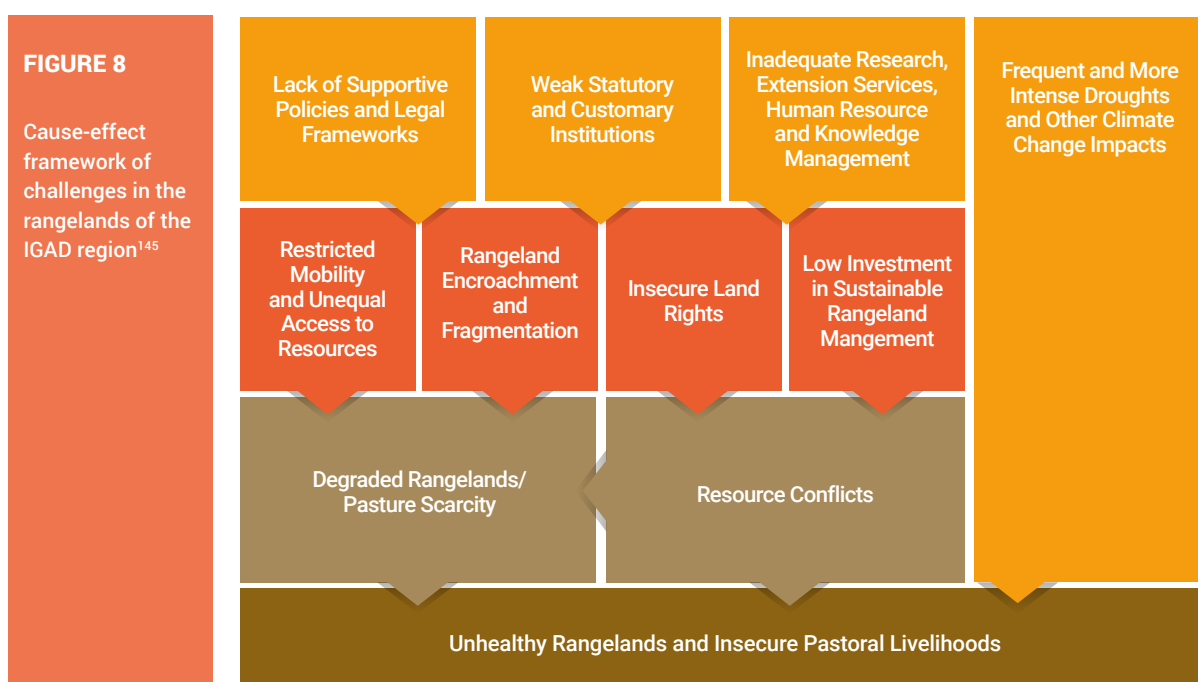 FIGURE 8
Cause-effect
framework of
challenges in the
rangelands of the
IGAD region145
Lack of Supportive
Policies and Legal
Frameworks
Weak Statutory
and Customary
Institutions
Inadequate Research,
Extension Services,
Human Resource
and Knowledge
Management
Frequent and More
Intense Droughts
and Other Climate
Change Impacts
Restricted
Mobility
and Unequal
Access to
Resources
Rangeland
Encroachment
and
Fragmentation
Insecure Land
Rights
Low Investment
in Sustainable
Rangeland
Mangement
Degraded Rangelands/
Pasture Scarcity
Resource Conflicts
Unhealthy Rangelands and Insecure Pastoral Livelihoods